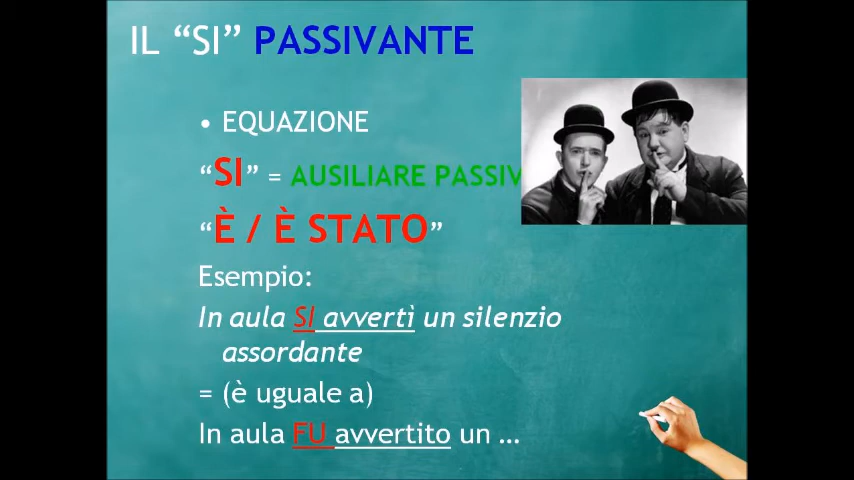 IL “SI” PASSIVANTE
• EQUAZIONE
“SI” = AUSILIARE PASSIV
“È / È STATO”
Esempio:
In aula SI avvertì un silenzio
assordante
= (è uguale a)
In aula FU avvertito un ...